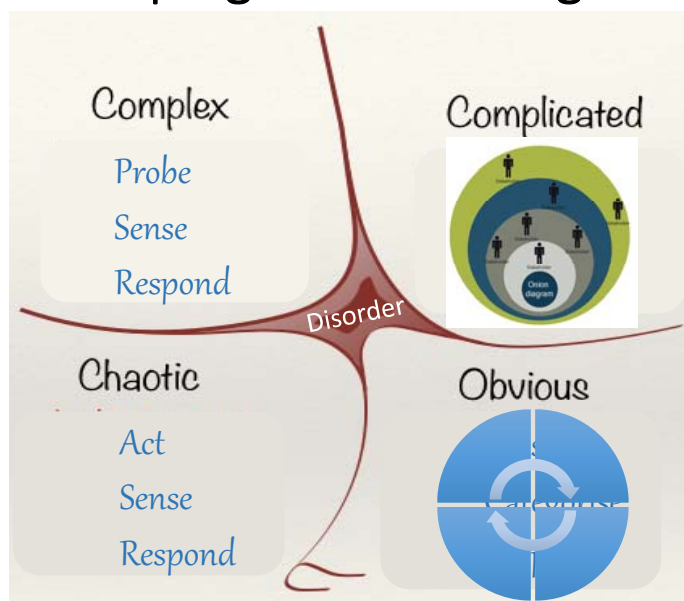 Complex
Probe
Sense
Respond
Complicated
Onion
diagram
Disorder
Chaotic
Act
Sense
Respond
Obvious